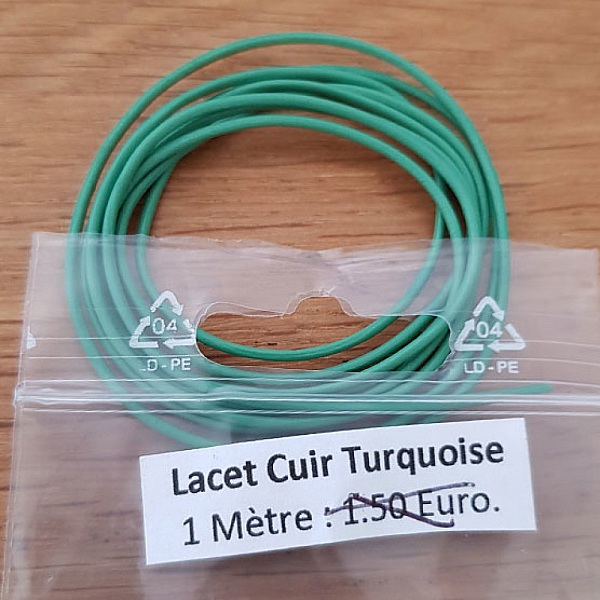 04 04
LD-PE LD-PE
Lacet Cuir Turquoise
1 Mètre : 1.50 Euro.